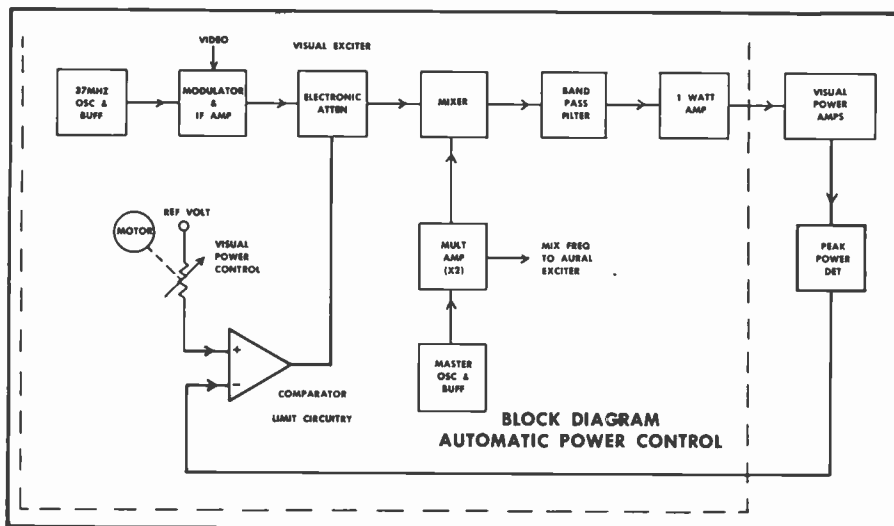 VIDEO
VISUAL EXCITER
37MHZ
OSC &
BUFF
MODULATOR
&
IF AMP
ELECTRONIC
ATTEN
MIXER
BAND
PASS
FILTER
1 WATT
AMP
VISUAL
POWER
AMPS
MOTOR
REF VOLT
VISUAL
POWER
CONTROL
MULT
AMP
(X2)
MIX FREQ
TO AURAL
EXCITER
PEAK
POWER
DET
+
−
COMPARATOR
LIMIT CIRCUITRY
MASTER
OSC &
BUFF
BLOCK DIAGRAM
AUTOMATIC POWER CONTROL